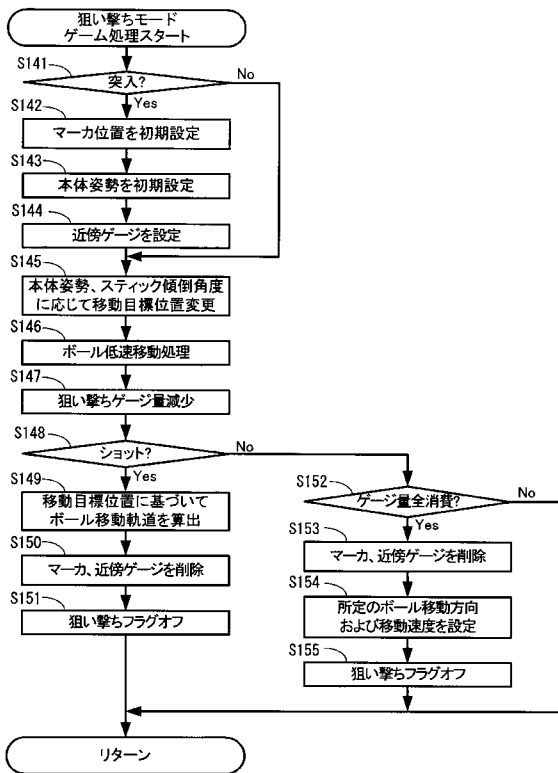 狙い撃ちモード
ゲーム処理スタート
S141
突入?
No
Yes
S142
マーカ位置を初期設定
S143
本体姿勢を初期設定
S144
近傍ゲージを設定
S145
本体姿勢、スティック傾倒角度
に応じて移動目標位置変更
S146
ボール低速移動処理
S147
狙い撃ちゲージ量減少
S148
ショット?
No
Yes
S149
移動目標位置に基づいて
ボール移動軌道を算出
S150
マーカ、近傍ゲージを削除
S151
狙い撃ちフラグオフ
S152
ゲージ量全消費?
No
Yes
S153
マーカ、近傍ゲージを削除
S154
所定のボール移動方向
および移動速度を設定
S155
狙い撃ちフラグオフ
リターン